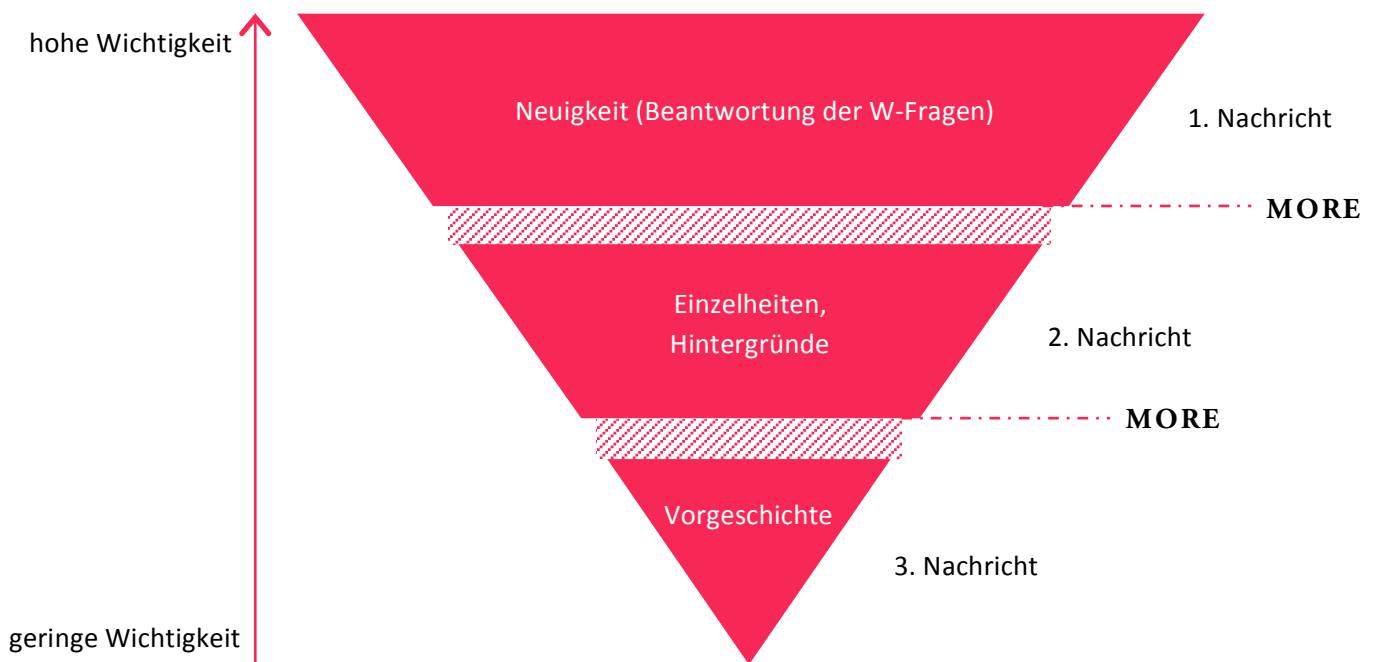 hohe Wichtigkeit
Neuigkeit (Beantwortung der W-Fragen)
1. Nachricht
MORE
Einzelheiten,
Hintergründe
2. Nachricht
MORE
Vorgeschichte
3. Nachricht
geringe Wichtigkeit